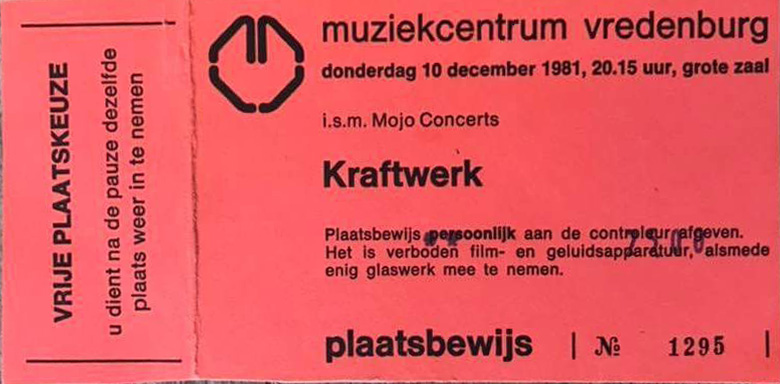 VRIJE PLAATSKEUZE
u dient na de pauze dezelfde
plaats weer in te nemen
muziekcentrum vredenburg
donderdag 10 december 1981, 20.15 uur, grote zaal
i.s.m. Mojo Concerts
Kraftwerk
Plaatsbewijs persoonlijk aan de controleur afgeven.
Het is verboden film- en geluidsapparatuur, alsmede
enig glaswerk mee te nemen.
plaatsbewijs | № 1295 |